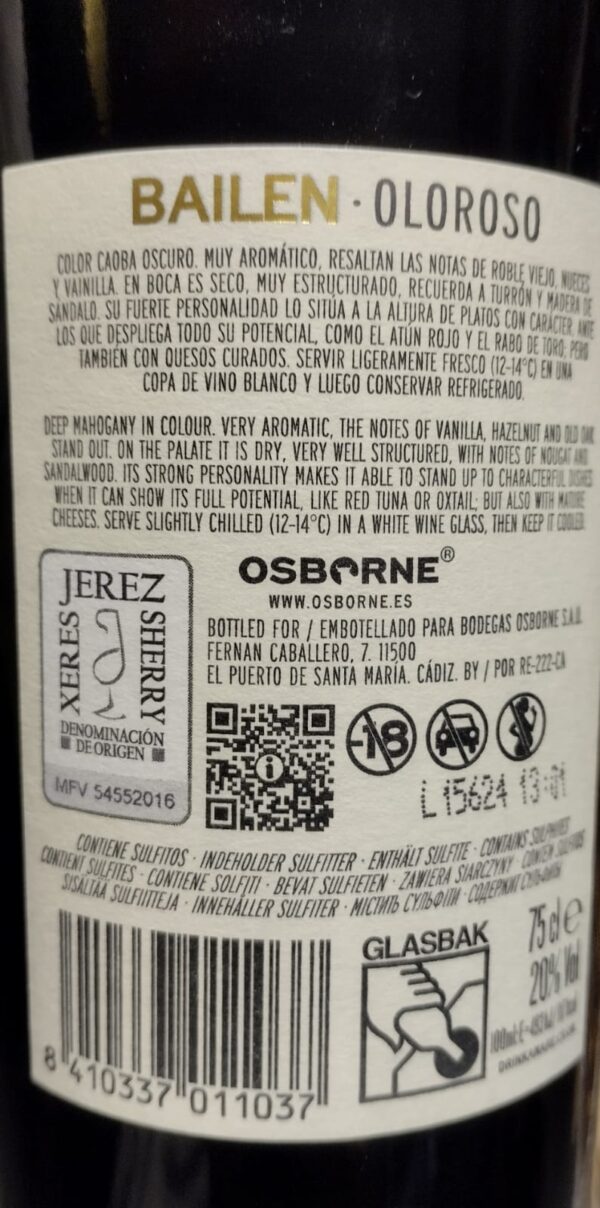 BAILEN · OLOROSO
COLOR CAOBA OSCURO. MUY AROMÁTICO, RESALTAN LAS NOTAS DE ROBLE VIEJO, NUECES
Y VAINILLA. EN BOCA ES SECO, MUY ESTRUCTURADO, RECUERDA A TURRÓN Y MADERA DE
SÁNDALO. SU FUERTE PERSONALIDAD LO SITÚA A LA ALTURA DE PLATOS CON CARÁCTER ANTE
LOS QUE DESPLIEGA TODO SU POTENCIAL, COMO EL ATÚN ROJO Y EL RABO DE TORO; PERO
TAMBIÉN CON QUESOS CURADOS. SERVIR LIGERAMENTE FRESCO (12-14°C) EN UNA
COPA DE VINO BLANCO Y LUEGO CONSERVAR REFRIGERADO.
DEEP MAHOGANY IN COLOUR. VERY AROMATIC, THE NOTES OF VANILLA, HAZELNUT AND OLD OAK
STAND OUT. ON THE PALATE IT IS DRY, VERY WELL STRUCTURED, WITH NOTES OF NOUGAT AND
SANDALWOOD. ITS STRONG PERSONALITY MAKES IT ABLE TO STAND UP TO CHARACTERFUL DISHES
WHEN IT CAN SHOW ITS FULL POTENTIAL, LIKE RED TUNA OR OXTAIL; BUT ALSO WITH MATURE
CHEESES. SERVE SLIGHTLY CHILLED (12-14°C) IN A WHITE WINE GLASS, THEN KEEP IT COOLED.
OSBORNE®
WWW.OSBORNE.ES
BOTTLED FOR / EMBOTELLADO PARA BODEGAS OSBORNE S.A.U.
FERNAN CABALLERO, 7. 11500
EL PUERTO DE SANTA MARÍA. CÁDIZ. BY / POR RE-222-CA
JEREZ
XERES
SHERRY
DENOMINACIÓN
DE ORIGEN
MFV 54552016
-18
L 15624 13:01
CONTIENE SULFITOS · INDEHOLDER SULFITTER · ENTHÄLT SULFITE · CONTAINS SULPHITES
CONTIENT SULFITES · CONTIENE SOLFITI · BEVAT SULFIETEN · ZAWIERA SIARCZYNY · CONTÉM SULFITOS
SISÄLTÄÄ SULFIITTEJA · INNEHÅLLER SULFITER · МІСТИТЬ СУЛЬФІТИ · СОДЕРЖИТ СУЛЬФИТИ
GLASBAK
75 cl e
20% Vol
8 410337 011037